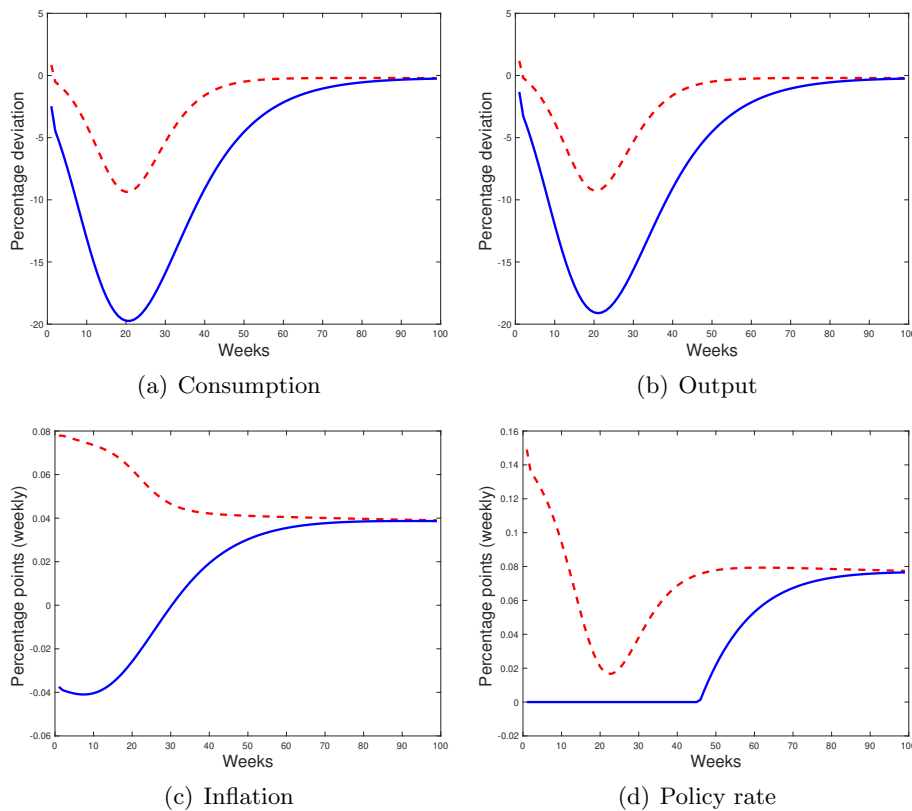 5
0
-5
-10
-15
-20
Percentage deviation
0 10 20 30 40 50 60 70 80 90 100
Weeks
(a) Consumption
5
0
-5
-10
-15
-20
Percentage deviation
0 10 20 30 40 50 60 70 80 90 100
Weeks
(b) Output
0.08
0.06
0.04
0.02
0
-0.02
-0.04
-0.06
Percentage points (weekly)
0 10 20 30 40 50 60 70 80 90 100
Weeks
(c) Inflation
0.16
0.14
0.12
0.1
0.08
0.06
0.04
0.02
0
-0.02
Percentage points (weekly)
0 10 20 30 40 50 60 70 80 90 100
Weeks
(d) Policy rate